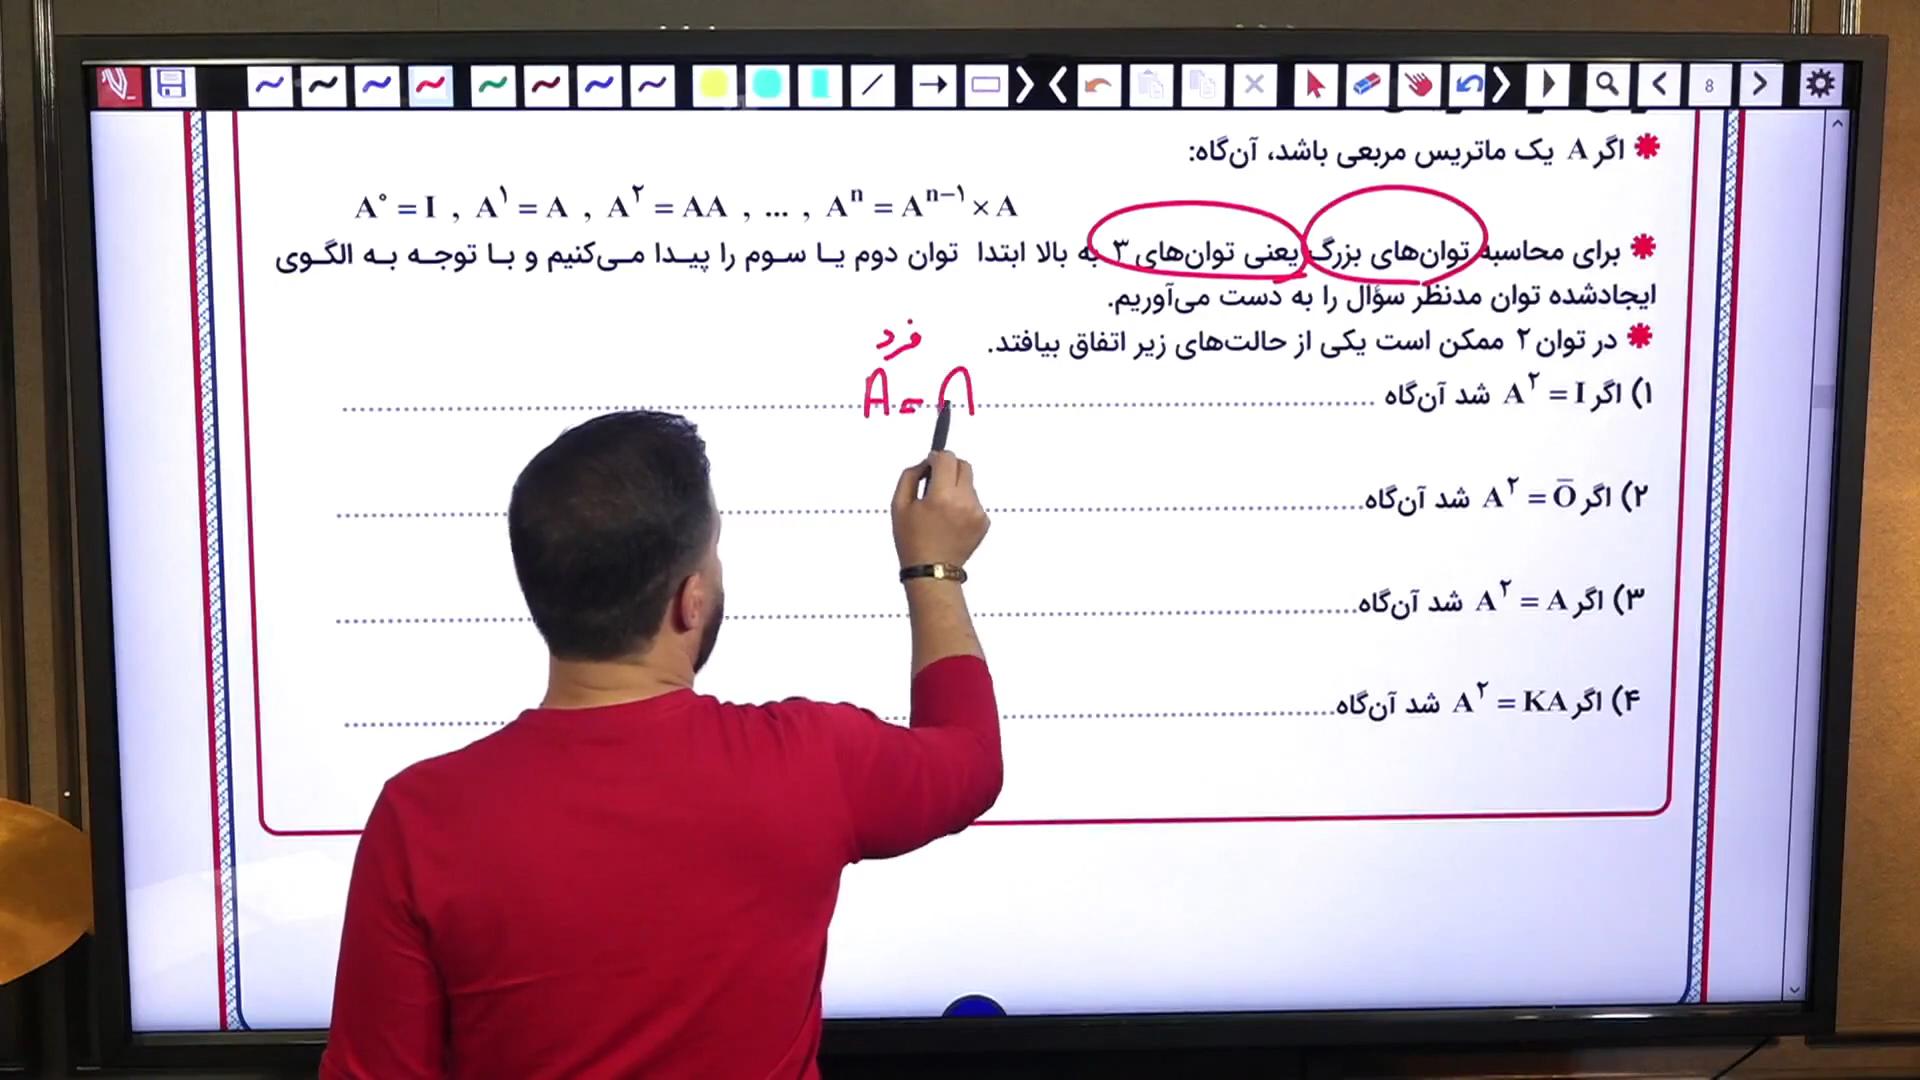 8
* اگر A یک ماتریس مربعی باشد، آن‌گاه:
A° = I , A¹ = A , A² = AA , ... , Aⁿ = Aⁿ⁻¹ × A
* برای محاسبه توان‌های بزرگ یعنی توان‌های ۳ به بالا ابتدا توان دوم یا سوم را پیدا می‌کنیم و با توجه به الگوی
ایجادشده توان مدنظر سؤال را به دست می‌آوریم.
* در توان ۲ ممکن است یکی از حالت‌های زیر اتفاق بیافتد.
فرد
۱) اگر A² = I شد آن‌گاه
A = A
۲) اگر A² = Ō شد آن‌گاه
۳) اگر A² = A شد آن‌گاه
۴) اگر A² = KA شد آن‌گاه